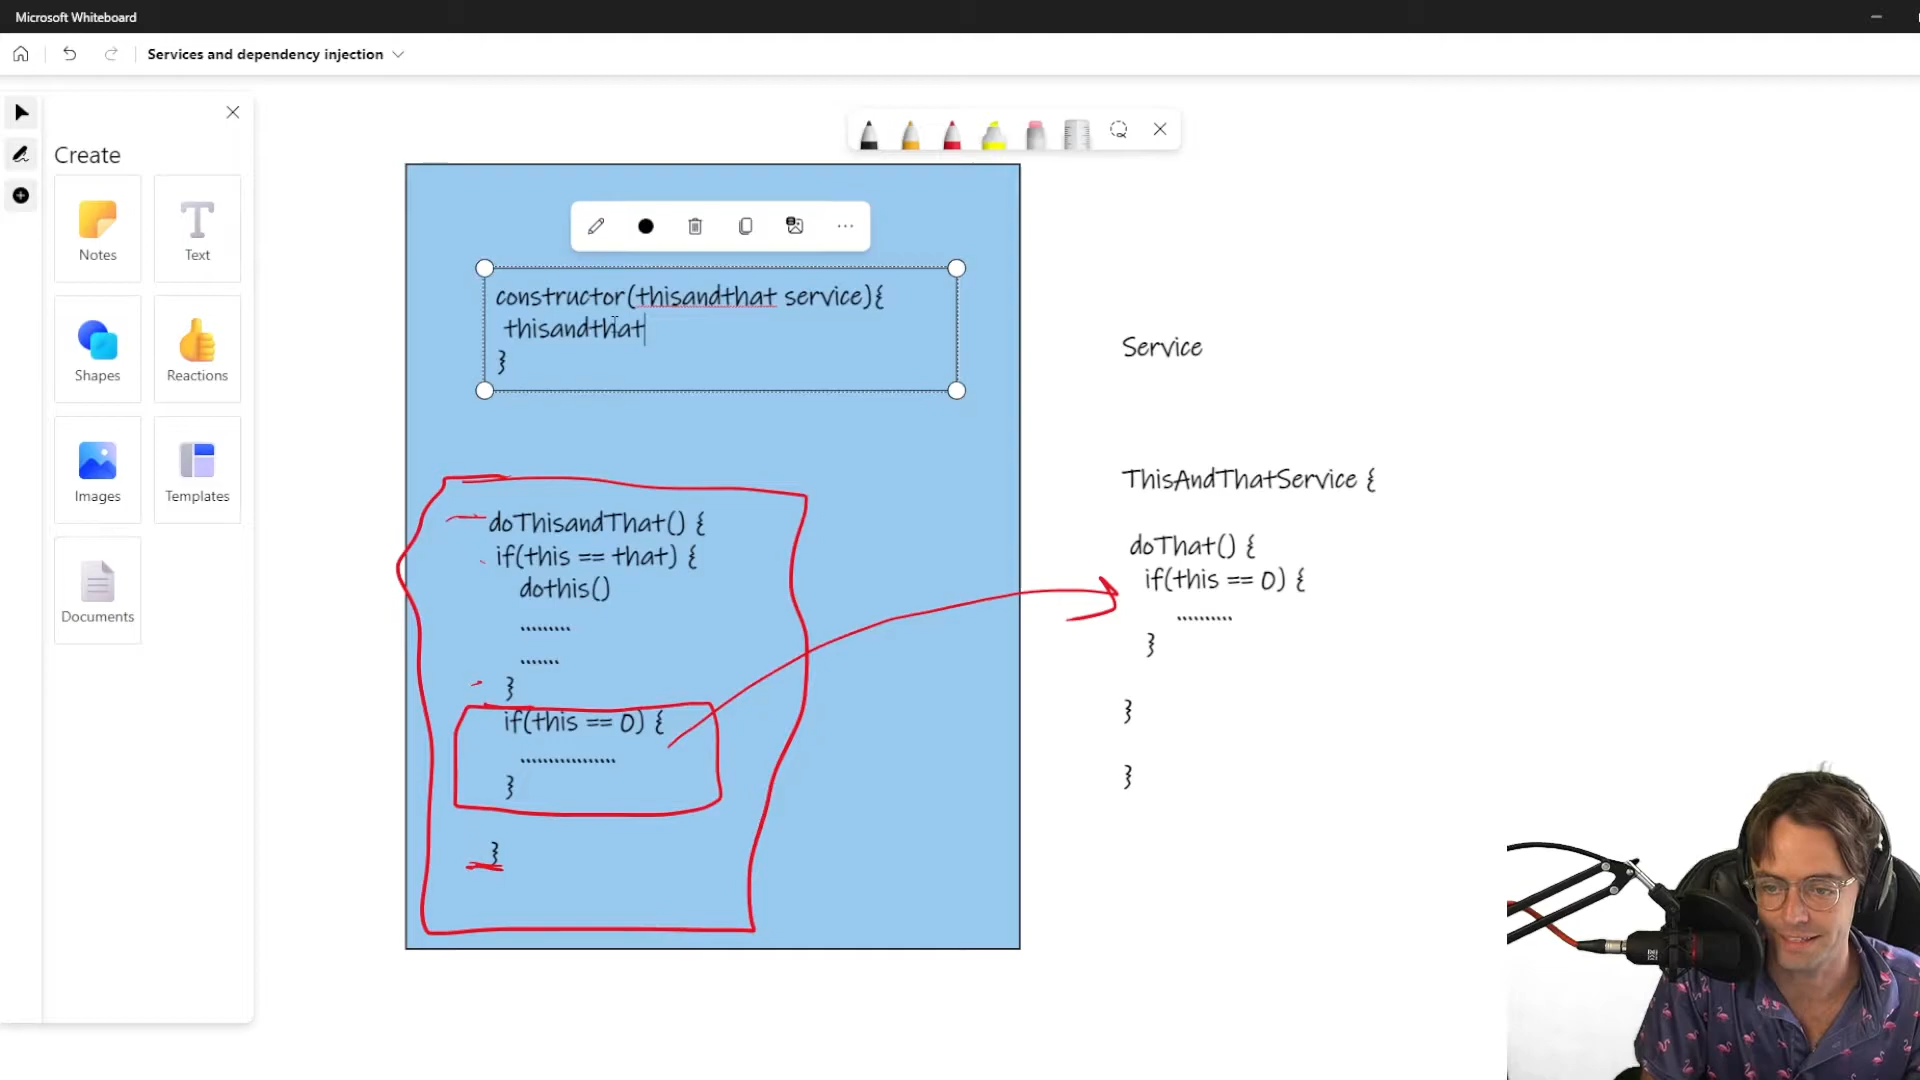 Microsoft Whiteboard
Services and dependency injection
Create
Notes
Text
Shapes
Reactions
Images
Templates
Documents
constructor(thisandthat service){
thisandthat
}
doThisandThat() {
if(this == that) {
dothis()
.........
.......
}
if(this == 0) {
.................
}
}
Service
ThisAndThatService {
doThat() {
if(this == 0) {
..........
}
}
}